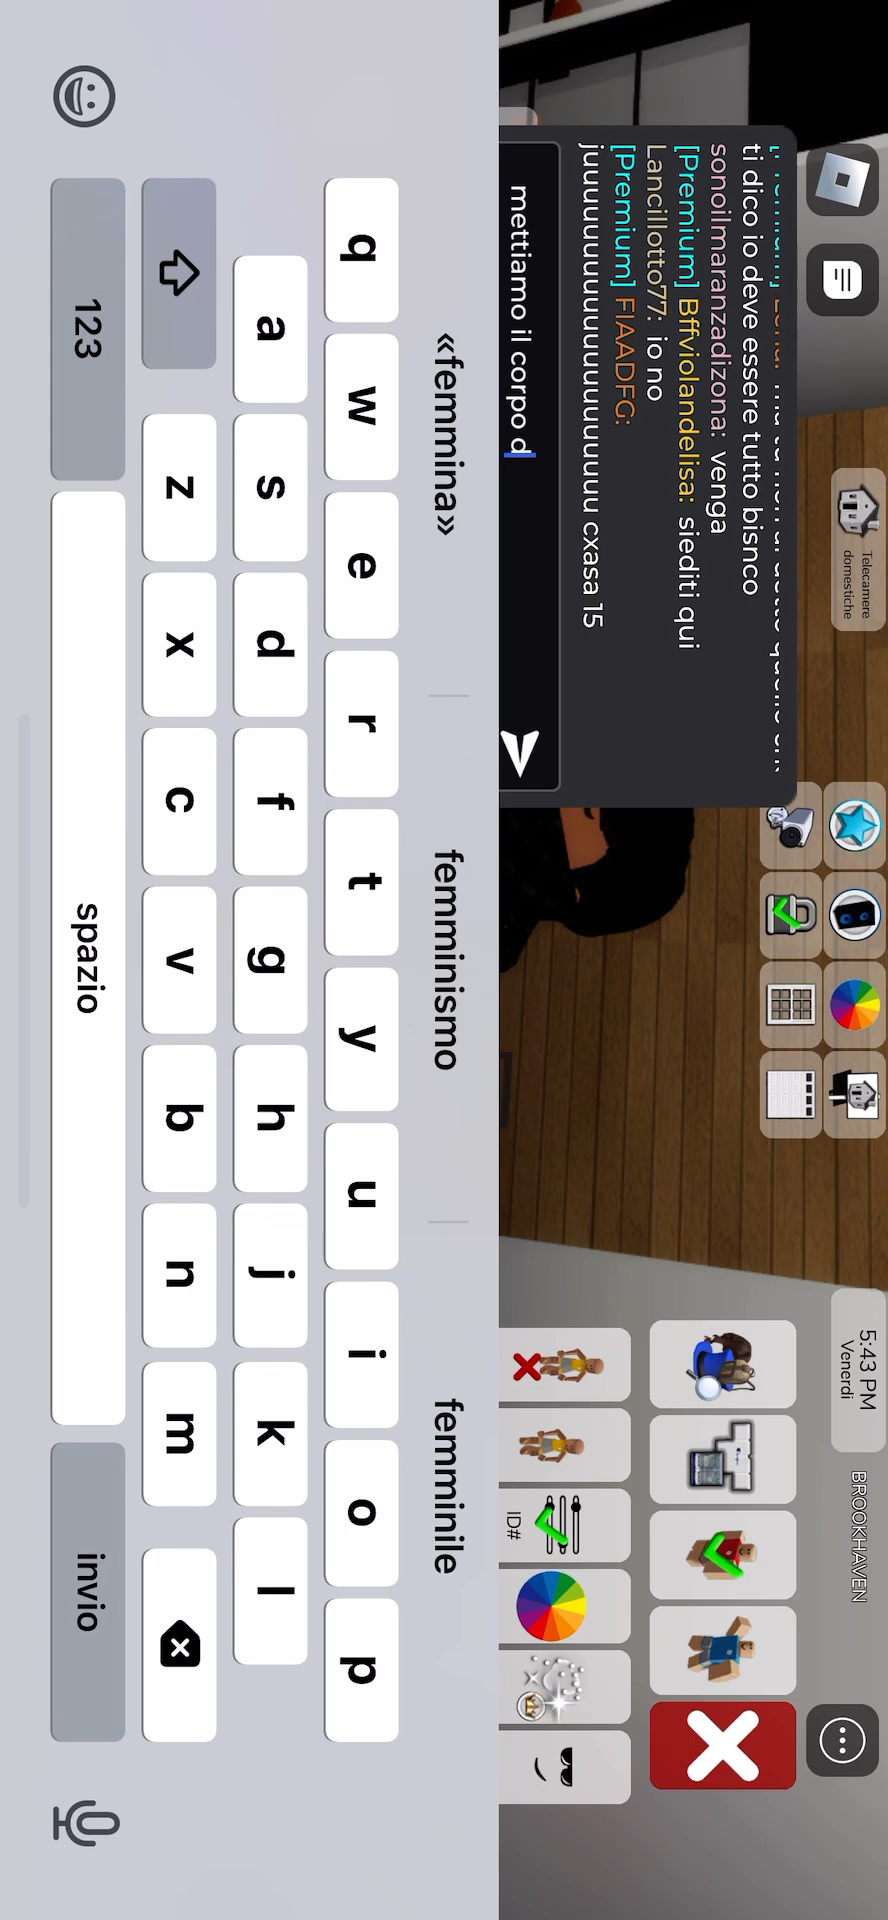 Telecamere
domestiche
5:43 PM
Venerdì
BROOKHAVEN
ti dico io deve essere tutto bisnco
sonoilmaranzadizona: venga
[Premium] Bffviolandelisa: siediti qui
Lancillotto77: io no
[Premium] FIAADFG:
juuuuuuuuuuuuuuuuuuuu cxasa 15
mettiamo il corpo d
ID#
«femmina» femminismo femminile
q w e r t y u i o p
a s d f g h j k l
z x c v b n m
123 spazio invio